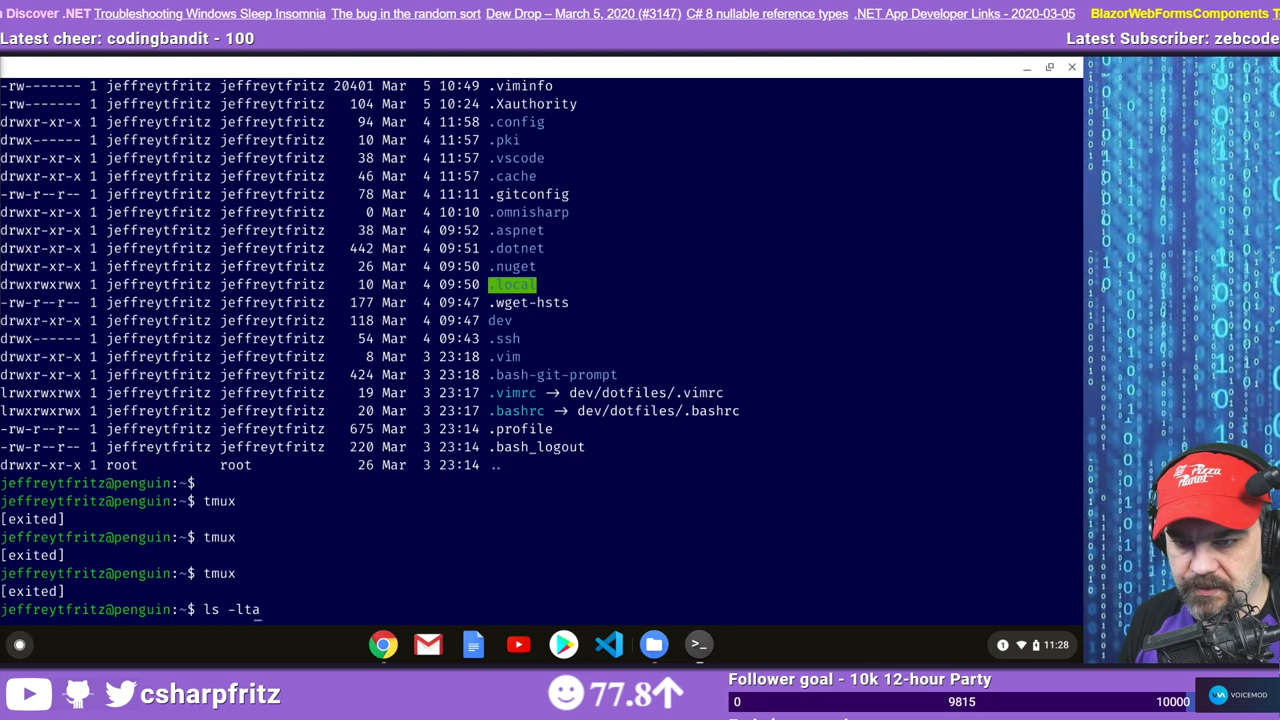 n Discover .NET Troubleshooting Windows Sleep Insomnia The bug in the random sort Dew Drop – March 5, 2020 (#3147) C# 8 nullable reference types .NET App Developer Links - 2020-03-05 BlazorWebFormsComponents
Latest cheer: codingbandit - 100
Latest Subscriber: zebcode
-rw------- 1 jeffreytfritz jeffreytfritz 20401 Mar 5 10:49 .viminfo
-rw------- 1 jeffreytfritz jeffreytfritz 104 Mar 5 10:24 .Xauthority
drwxr-xr-x 1 jeffreytfritz jeffreytfritz 94 Mar 4 11:58 .config
drwx------ 1 jeffreytfritz jeffreytfritz 10 Mar 4 11:57 .pki
drwxr-xr-x 1 jeffreytfritz jeffreytfritz 38 Mar 4 11:57 .vscode
drwxr-xr-x 1 jeffreytfritz jeffreytfritz 46 Mar 4 11:57 .cache
-rw-r--r-- 1 jeffreytfritz jeffreytfritz 78 Mar 4 11:11 .gitconfig
drwxr-xr-x 1 jeffreytfritz jeffreytfritz 0 Mar 4 10:10 .omnisharp
drwxr-xr-x 1 jeffreytfritz jeffreytfritz 38 Mar 4 09:52 .aspnet
drwxr-xr-x 1 jeffreytfritz jeffreytfritz 442 Mar 4 09:51 .dotnet
drwxr-xr-x 1 jeffreytfritz jeffreytfritz 26 Mar 4 09:50 .nuget
drwxrwxrwx 1 jeffreytfritz jeffreytfritz 10 Mar 4 09:50 .local
-rw-r--r-- 1 jeffreytfritz jeffreytfritz 177 Mar 4 09:47 .wget-hsts
drwxr-xr-x 1 jeffreytfritz jeffreytfritz 118 Mar 4 09:47 dev
drwx------ 1 jeffreytfritz jeffreytfritz 54 Mar 4 09:43 .ssh
drwxr-xr-x 1 jeffreytfritz jeffreytfritz 8 Mar 3 23:18 .vim
drwxr-xr-x 1 jeffreytfritz jeffreytfritz 424 Mar 3 23:18 .bash-git-prompt
lrwxrwxrwx 1 jeffreytfritz jeffreytfritz 19 Mar 3 23:17 .vimrc -> dev/dotfiles/.vimrc
lrwxrwxrwx 1 jeffreytfritz jeffreytfritz 20 Mar 3 23:17 .bashrc -> dev/dotfiles/.bashrc
-rw-r--r-- 1 jeffreytfritz jeffreytfritz 675 Mar 3 23:14 .profile
-rw-r--r-- 1 jeffreytfritz jeffreytfritz 220 Mar 3 23:14 .bash_logout
drwxr-xr-x 1 root root 26 Mar 3 23:14 ..
jeffreytfritz@penguin:~$
jeffreytfritz@penguin:~$ tmux
[exited]
jeffreytfritz@penguin:~$ tmux
[exited]
jeffreytfritz@penguin:~$ tmux
[exited]
jeffreytfritz@penguin:~$ ls -lta
Pizza Planet
1 11:28
csharpfritz
77.8
Follower goal - 10k 12-hour Party
0 9815 10000
VOICEMOD